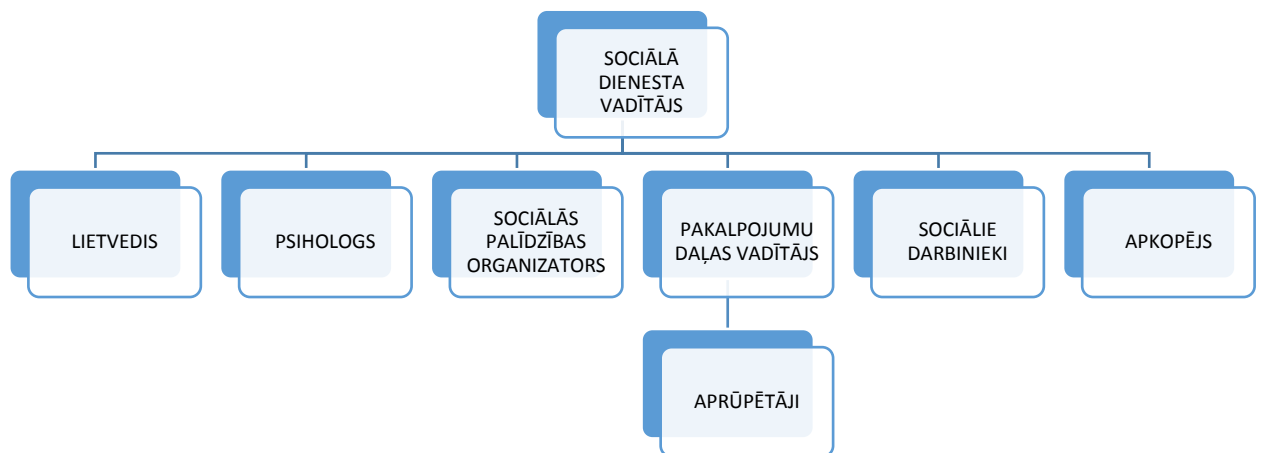 SOCIĀLĀ
DIENESTA
VADĪTĀJS
LIETVEDIS
PSIHOLOGS
SOCIĀLĀS
PALĪDZĪBAS
ORGANIZATORS
PAKALPOJUMU
DAĻAS VADĪTĀJS
SOCIĀLIE
DARBINIEKI
APKOPĒJS
APRŪPĒTĀJI